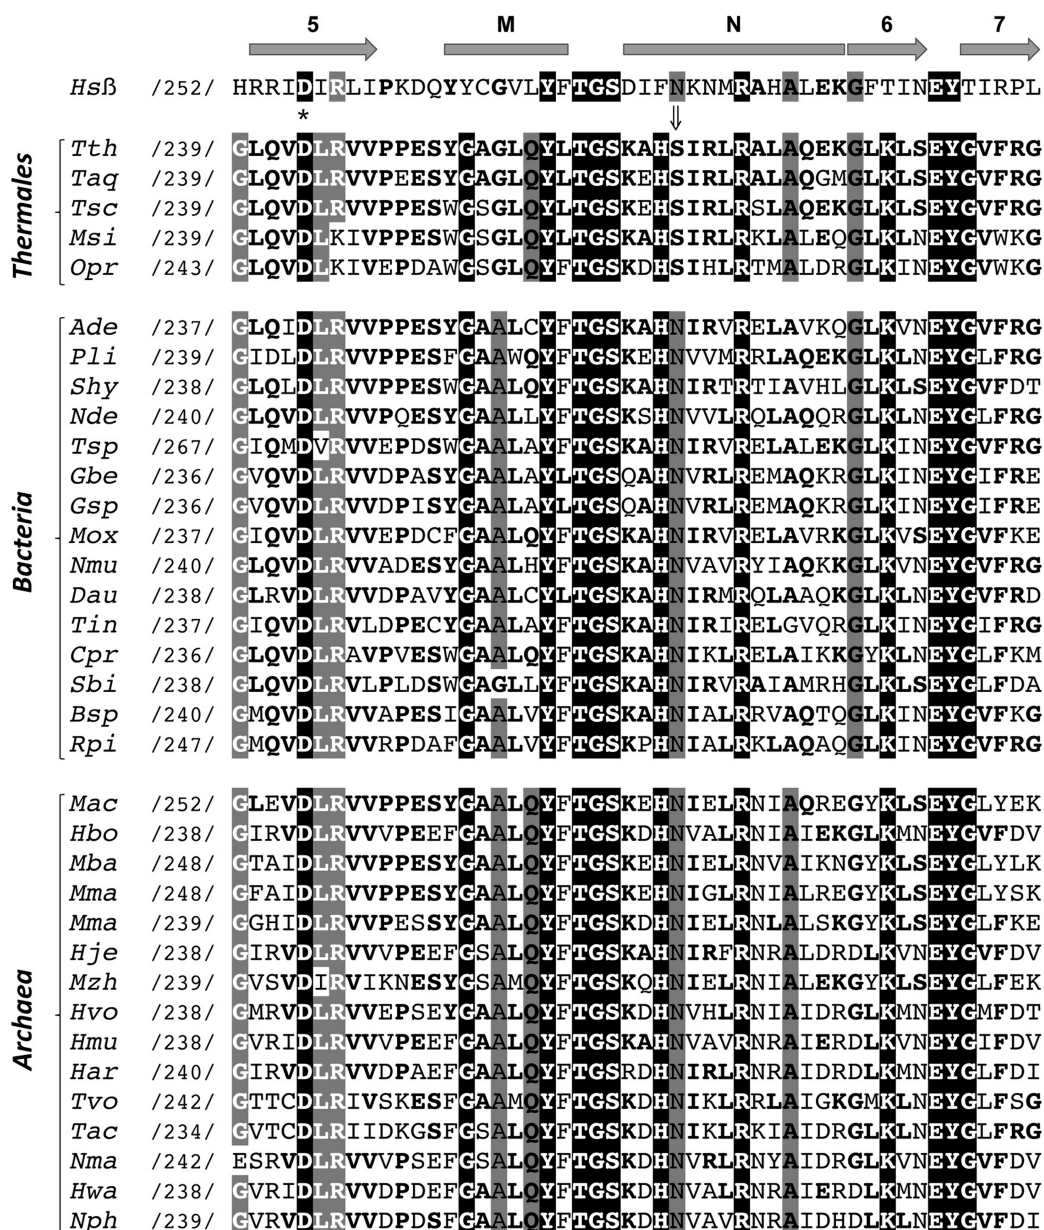 5 M N 6 7
Hsß /252/ HRRIDIRLIPKDQYYCGVLYFTGSDIFNKNMRAHALEKGFTINEYTIRPL
*
Thermales
Tth /239/ GLQVDLRVVPPESYGAGLQYLTGSKAHSIRLRALAQEKGLKLSEYGVFRG
Taq /239/ GLQVDLRVVPEESYGAGLQYLTGSKEHSIRLRALAQGMGLKLSEYGVFRG
Tsc /239/ GLQVDLRVVPPESWGSGLQYLTGSKEHSIRLRSLAQEKGLKLSEYGVFRG
Msi /239/ GLQVDLKIVPPESWGSGLQYLTGSKAHSIRLRKLALEQGLKLNEYGVWKG
Opr /243/ GLQVDLKIVEPDAWGSGLQYFTGSKDHSIHLRTMALDRGLKINEYGVWKG
Bacteria
Ade /237/ GLQIDLRVVPPESYGAALCYFTGSKAHNIRVRELAVKQGLKVNEYGVFRG
Pli /239/ GIDLDLRVVPPESFGAAWQYFTGSKEHNVVMRRLAQEKGLKLNEYGLFRG
Shy /238/ GLQLDLRVVPPESWGAALQYFTGSKAHNIRTRTIAVHLGLKLSEYGVFDT
Nde /240/ GLQVDLRVVPQESYGAALLYFTGSKSHNVVLRQLAQQRGLKLNEYGLFRG
Tsp /267/ GIQMDVRVVEPDSWGAALAYFTGSKAHNIRVRELALEKGLKINEYGVFRG
Gbe /236/ GVQVDLRVVDPASYGAALAYLTGSQAHNVRLREMAQKRGLKINEYGIFRE
Gsp /236/ GVQVDLRVVDPISYGAALAYLTGSQAHNVRLREMAQKRGLKINEYGIFRE
Mox /237/ GIQVDLRVVEPDCFGAALQYFTGSKAHNIRVRELAVRKGLKVSEYGVFKE
Nmu /240/ GLQVDLRVVADESYGAALHYFTGSKAHNVAVRYIAQKKGLKVNEYGVFRG
Dau /238/ GLRVDLRVVDPAVYGAALCYLTGSKAHNIRMRQLAAQKGLKLNEYGVFRD
Tin /237/ GIQVDLRVLDPECYGAALAYFTGSKAHNIRIRELGVQRGLKINEYGIFRG
Cpr /236/ GLQVDLRAVPVESWGAALQYFTGSKAHNIKLRELAIKKGYKLNEYGLFKM
Sbi /238/ GLQVDLRVLPLDSWGAGLLYFTGSKAHNIRVRAIAMRHGLKLSEYGLFDA
Bsp /240/ GMQVDLRVVAPESIGAALVYFTGSKAHNIALRRVAQTQGLKINEYGVFKG
Rpi /247/ GMQVDLRVVRPDAFGAALVYFTGSKPHNIALRKLAQAQGLKINEYGVFRG
Archaea
Mac /252/ GLEVDLRVVPPESYGAALQYFTGSKEHNIELRNIAQREGYKLSEYGLYEK
Hbo /238/ GIRVDLRVVVPEEFGAALQYFTGSKDHNVALRNIAIEKGLKMNEYGVFDV
Mba /248/ GTAIDLRVVPPESYGAALQYFTGSKEHNIELRNVAIKNGYKLSEYGLYLK
Mma /248/ GFAIDLRVVPPESYGAALQYFTGSKEHNIGLRNIALREGYKLSEYGLYSK
Mma /239/ GGHIDLRVVPESSYGAALQYFTGSKDHNIELRNLALSKGYKLSEYGLFKE
Hje /238/ GIRVDLRVVVPEEFGSALQYFTGSKAHNIRFRNRALDRDLKVNEYGVFDV
Mzh /239/ GVSVDIRVIKNESYGSAMQYFTGSKQHNIELRNIALEKGYKLSEYGLFEK
Hvo /238/ GMRVDLRVVEPSEYGAALQYFTGSKDHNVHLRNIAIDRGLKMNEYGMFDT
Hmu /238/ GVRIDLRVVVPEEFGAALQYFTGSKAHNVAVRNRAIERDLKVNEYGIFDV
Har /240/ GIRVDLRVVDPAEFGAALQYFTGSRDHNIRLRNRAIDRDLKMNEYGLFDI
Tvo /242/ GTTCDLRIVSKESFGAAMQYFTGSKDHNIKLRRLAIGKGMKLNEYGLFSG
Tac /234/ GVTCDLRIIDKGSFGSALQYFTGSKDHNIKLRKIAIDRGLKLNEYGLFRG
Nma /242/ ESRVDLRVVVPSEFGSALQYFTGSKDHNVRLRNYAIDRGLKVNEYGVFDV
Hwa /238/ GVRIDLRVVDPDEFGAALQYFTGSKDHNVALRNRAIERDLKMNEYGVFDV
Nph /239/ GVRVDLRVVDPDSFGAALQYFTGSKDHNVAVRNRAIDHDLKMNEYGVFDI